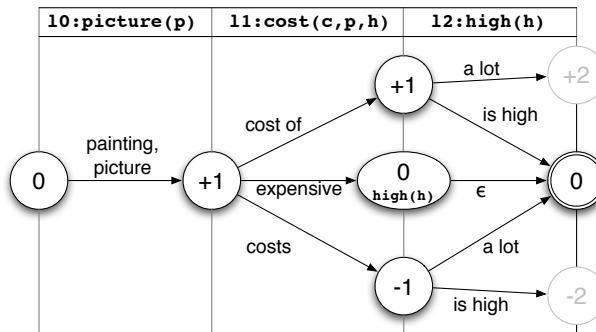 l0:picture(p) l1:cost(c,p,h) l2:high(h)
a lot
+2
+1
cost of
is high
painting,
picture
0
+1
expensive
0
high(h)
ϵ
0
costs
a lot
-1
is high
-2